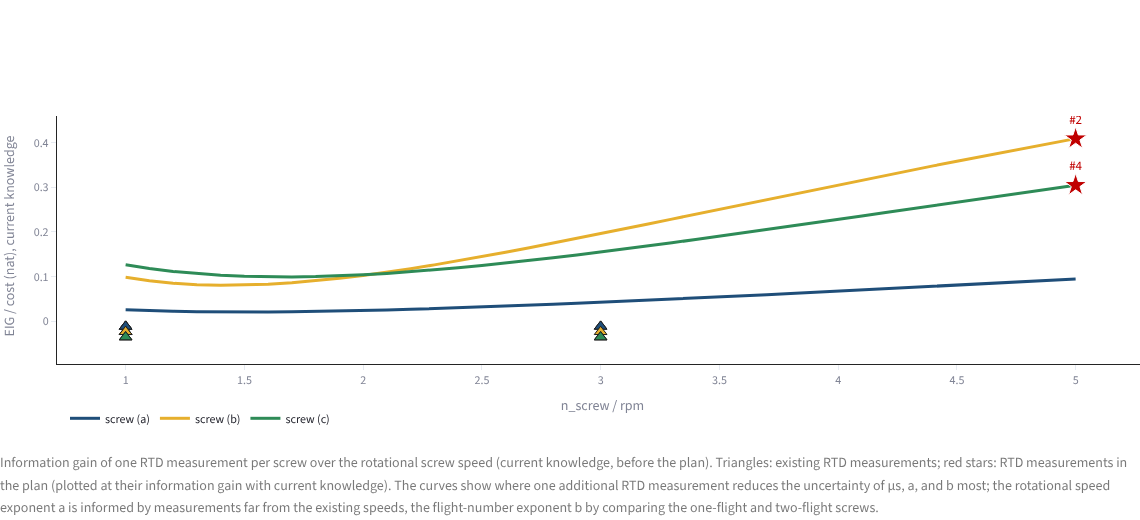 #2
#4
EIG / cost (nat), current knowledge
0.4
0.3
0.2
0.1
0
1
1.5
2
2.5
3
3.5
4
4.5
5
n_screw / rpm
screw (a)
screw (b)
screw (c)
Information gain of one RTD measurement per screw over the rotational screw speed (current knowledge, before the plan). Triangles: existing RTD measurements; red stars: RTD measurements in
the plan (plotted at their information gain with current knowledge). The curves show where one additional RTD measurement reduces the uncertainty of μs, a, and b most; the rotational speed
exponent a is informed by measurements far from the existing speeds, the flight-number exponent b by comparing the one-flight and two-flight screws.